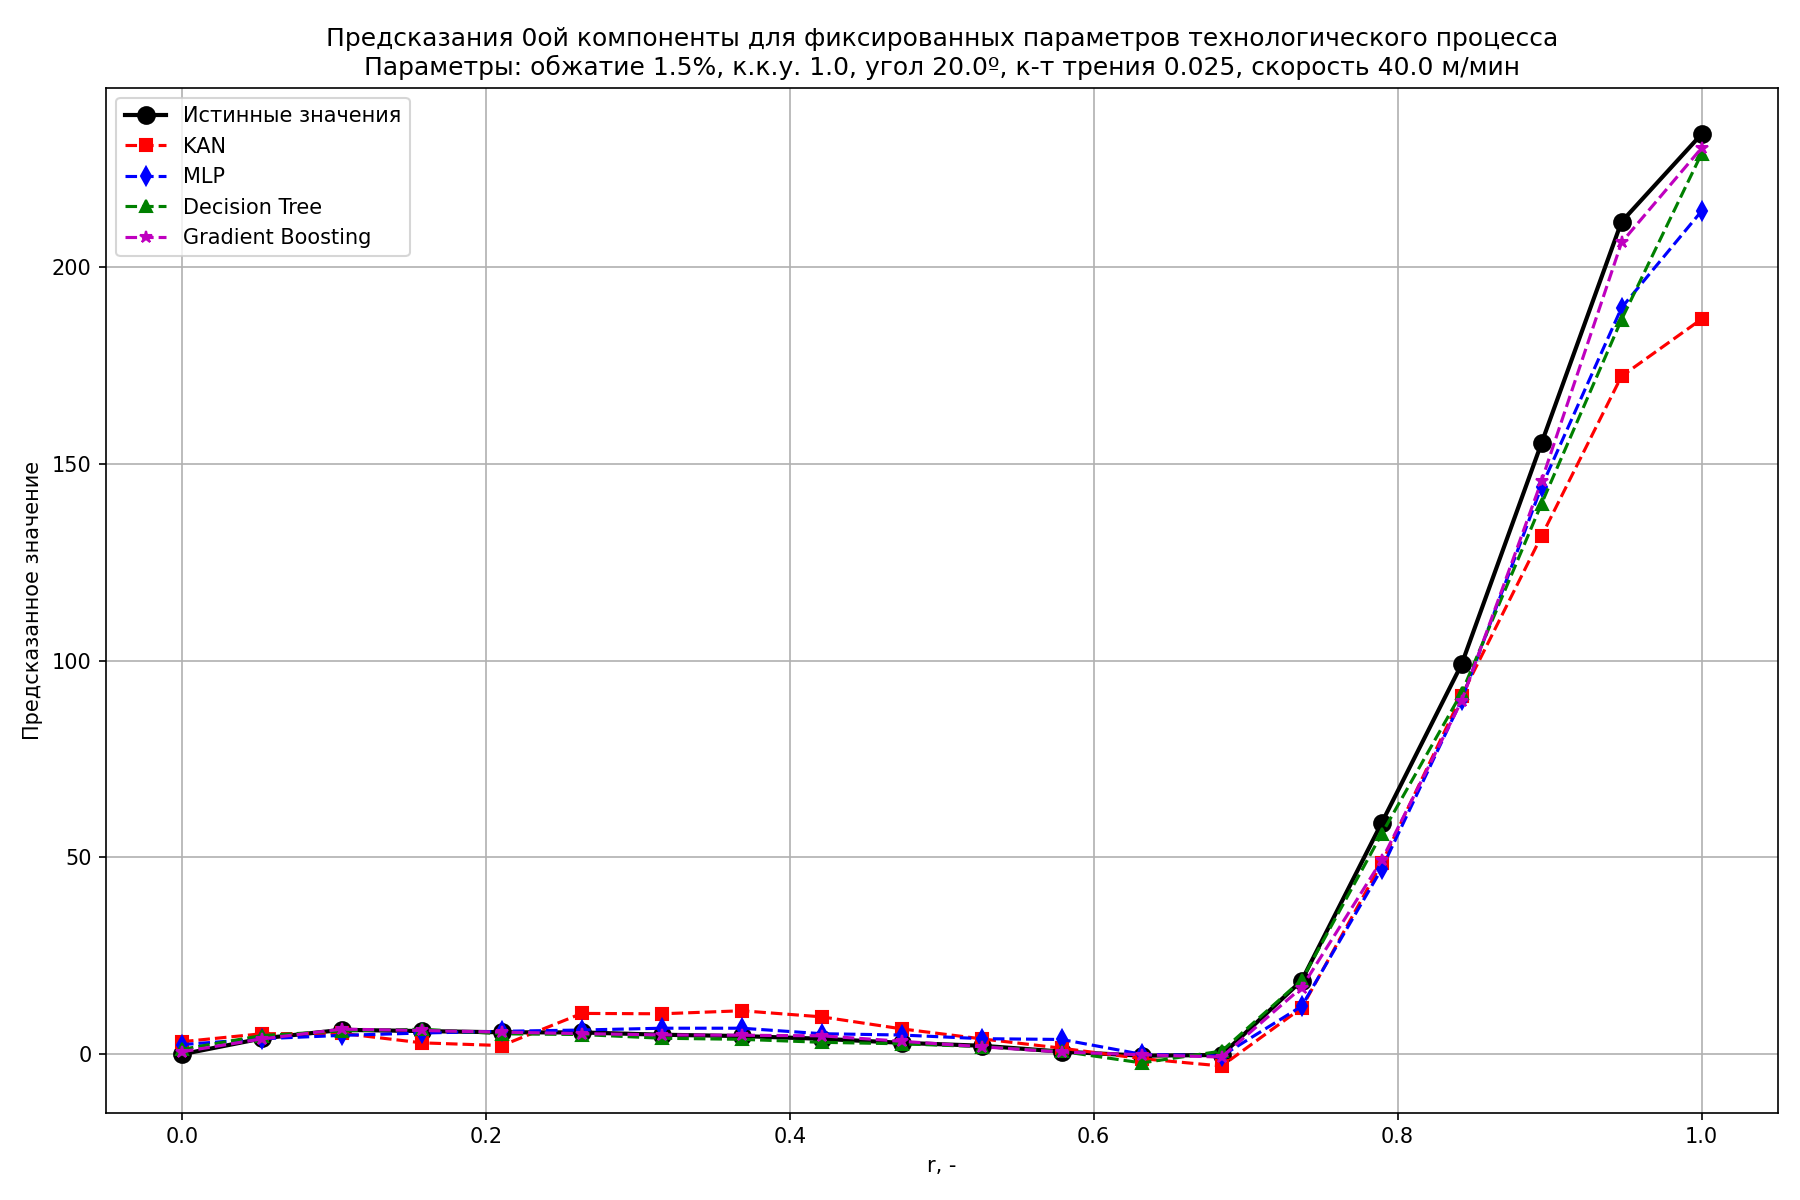 Предсказания 0ой компоненты для фиксированных параметров технологического процесса
Параметры: обжатие 1.5%, к.к.у. 1.0, угол 20.0º, к-т трения 0.025, скорость 40.0 м/мин
Истинные значения
KAN
MLP
Decision Tree
Gradient Boosting
Предсказанное значение
200
150
100
50
0
0.0
0.2
0.4
0.6
0.8
1.0
r, -